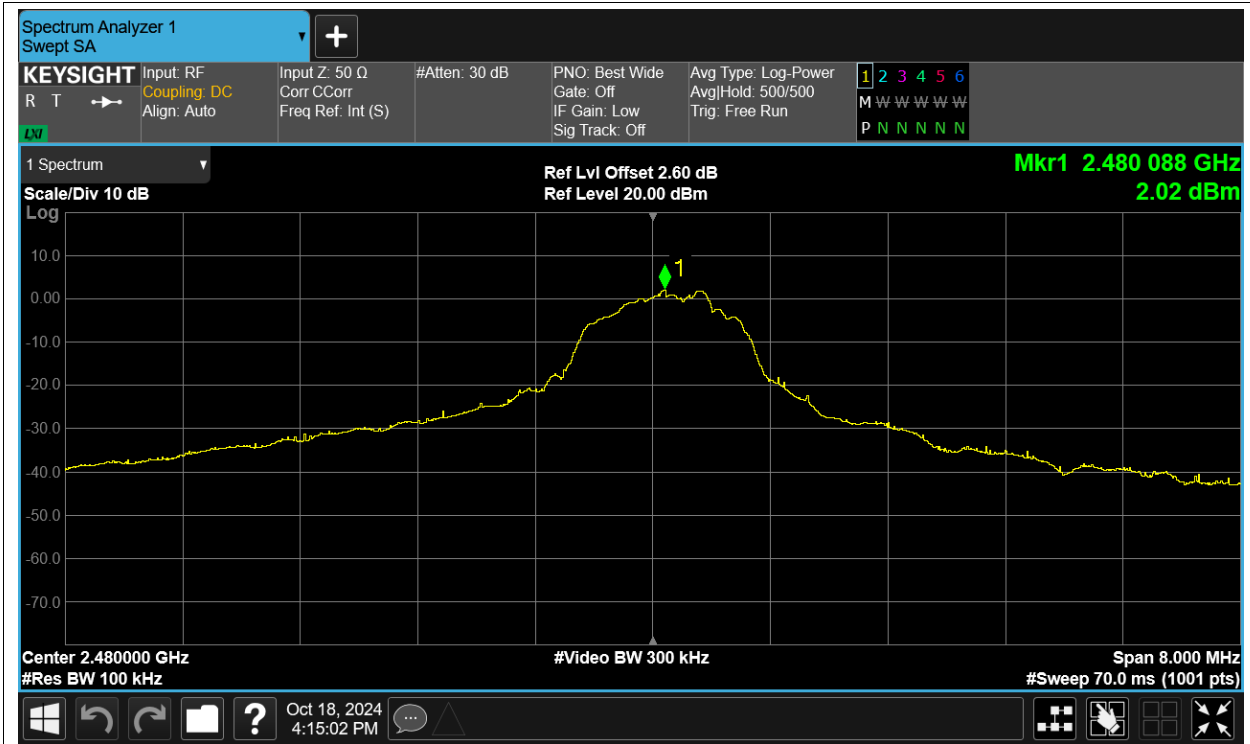 Spectrum Analyzer 1
Swept SA
KEYSIGHT
R T
LXI
Input: RF
Coupling: DC
Align: Auto
Input Z: 50 Ω
Corr CCorr
Freq Ref: Int (S)
#Atten: 30 dB
PNO: Best Wide
Gate: Off
IF Gain: Low
Sig Track: Off
Avg Type: Log-Power
Avg|Hold: 500/500
Trig: Free Run
1 2 3 4 5 6
M W W W W W
P N N N N N
1 Spectrum
Scale/Div 10 dB
Log
Ref Lvl Offset 2.60 dB
Ref Level 20.00 dBm
Mkr1 2.480 088 GHz
2.02 dBm
1
10.0
0.00
-10.0
-20.0
-30.0
-40.0
-50.0
-60.0
-70.0
Center 2.480000 GHz
#Res BW 100 kHz
#Video BW 300 kHz
Span 8.000 MHz
#Sweep 70.0 ms (1001 pts)
?
Oct 18, 2024
4:15:02 PM